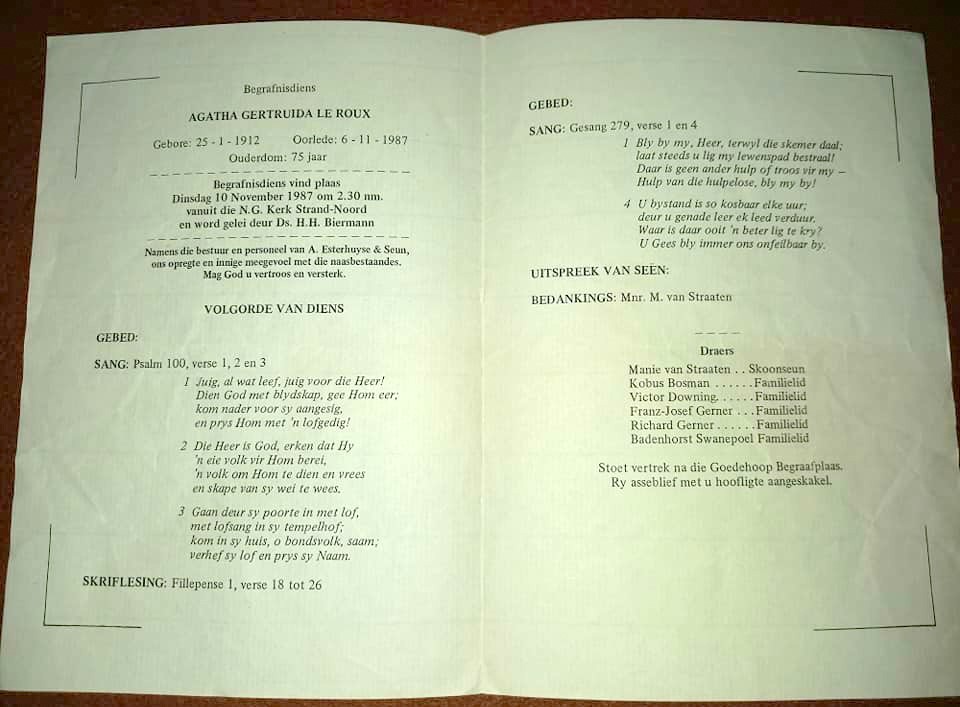 Begrafnisdiens
AGATHA GERTRUIDA LE ROUX
Gebore: 25 - 1 - 1912 Oorlede: 6 - 11 - 1987
Ouderdom: 75 jaar
Begrafnisdiens vind plaas
Dinsdag 10 November 1987 om 2.30 nm.
vanuit die N.G. Kerk Strand-Noord
en word gelei deur Ds. H.H. Biermann
Namens die bestuur en personeel van A. Esterhuyse & Seun,
ons opregte en innige meegevoel met die naasbestaandes.
Mag God u vertroos en versterk.
VOLGORDE VAN DIENS
GEBED:
SANG: Psalm 100, verse 1, 2 en 3
1 Juig, al wat leef, juig voor die Heer!
Dien God met blydskap, gee Hom eer;
kom nader voor sy aangesig,
en prys Hom met 'n lofgedig!
2 Die Heer is God, erken dat Hy
'n eie volk vir Hom berei,
'n volk om Hom te dien en vrees
en skape van sy wei te wees.
3 Gaan deur sy poorte in met lof,
met lofsang in sy tempelhof;
kom in sy huis, o bondsvolk, saam;
verhef sy lof en prys sy Naam.
SKRIFLESING: Fillepense 1, verse 18 tot 26
GEBED:
SANG: Gesang 279, verse 1 en 4
1 Bly by my, Heer, terwyl die skemer daal;
laat steeds u lig my lewenspad bestraal!
Daar is geen ander hulp of troos vir my –
Hulp van die hulpelose, bly my by!
4 U bystand is so kosbaar elke uur;
deur u genade leer ek leed verduur,
Waar is daar ooit 'n beter lig te kry?
U Gees bly immer ons onfeilbaar by.
UITSPREEK VAN SEËN:
BEDANKINGS: Mnr. M. van Straaten
Draers
Manie van Straaten . . Skoonseun
Kobus Bosman . . . . . . Familielid
Victor Downing. . . . . . Familielid
Franz-Josef Gerner . . . Familielid
Richard Gerner . . . . . . Familielid
Badenhorst Swanepoel Familielid
Stoet vertrek na die Goedehoop Begraafplaas.
Ry asseblief met u hoofligte aangeskakel.